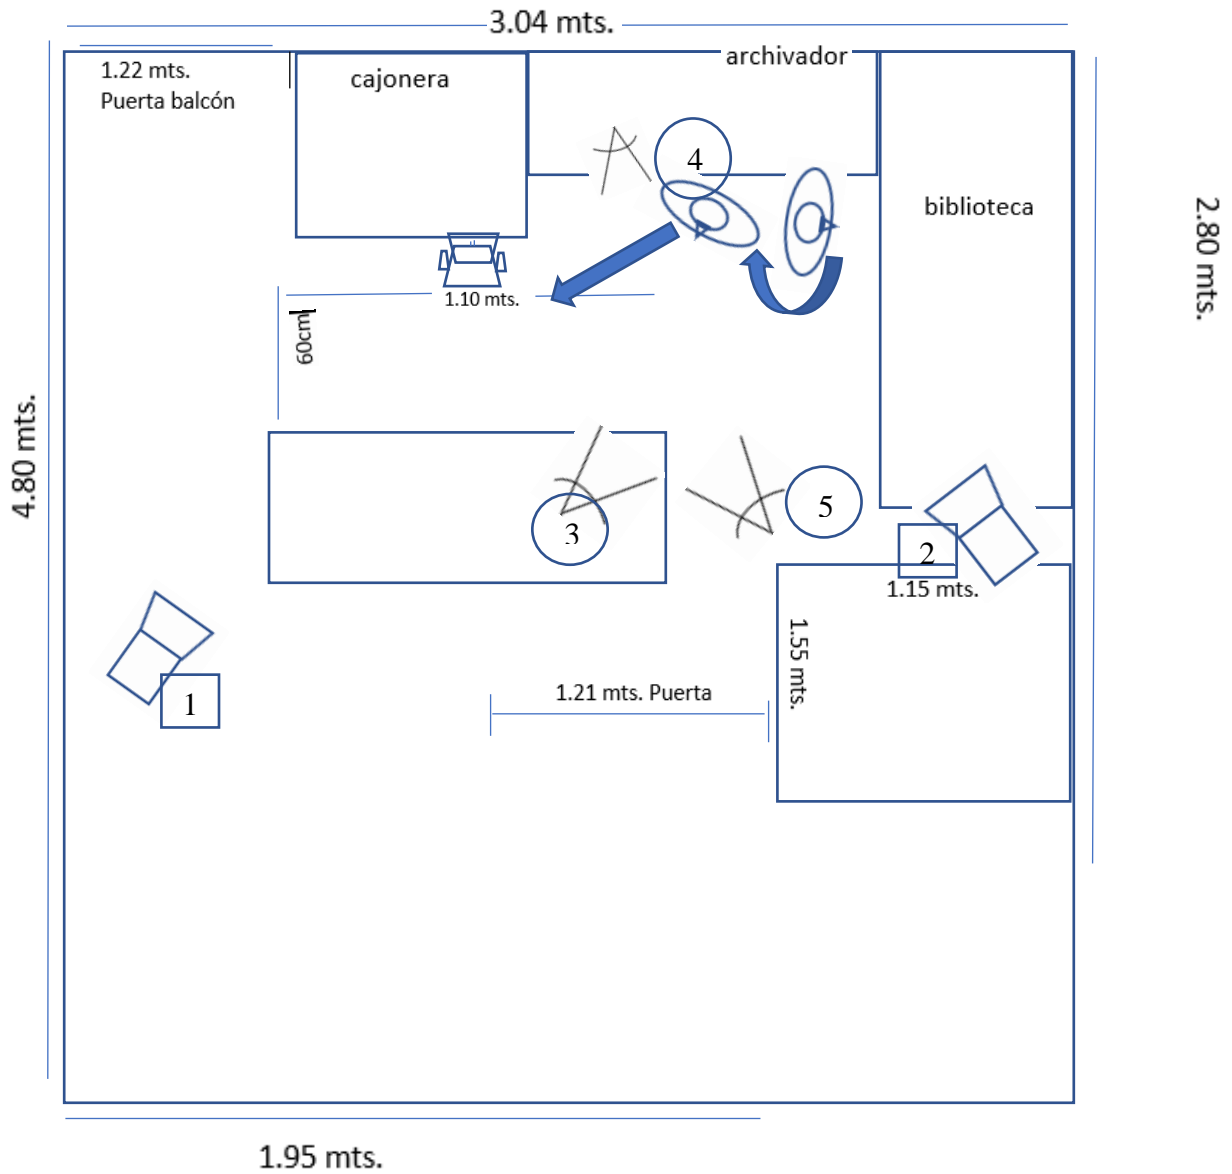 3.04 mts.
1.22 mts.
Puerta balcón
cajonera
archivador
biblioteca
4
2.80 mts.
1.10 mts.
60cm
4.80 mts.
3
5
2
1.15 mts.
1.55 mts.
1
1.21 mts. Puerta
1.95 mts.